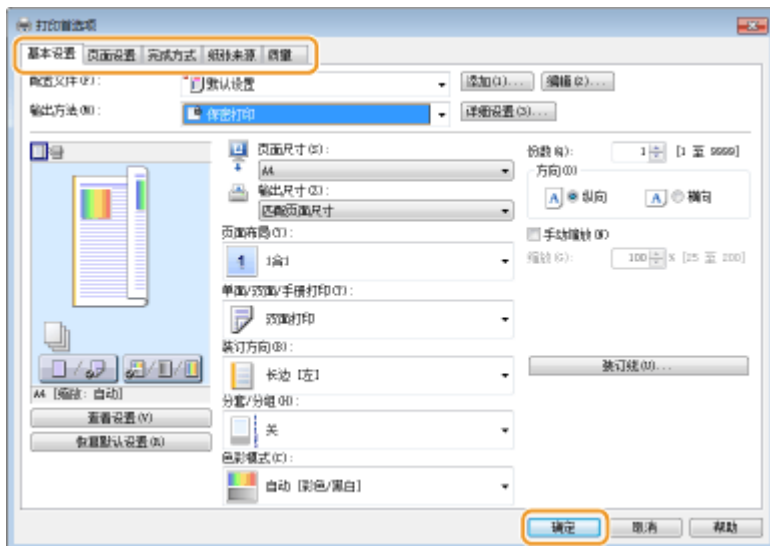 打印首选项
基本设置 页面设置 完成方式 纸张来源 质量
配置文件(F): 默认设置 添加(1)... 编辑(2)...
输出方法(M): 保密打印 详细设置(3)...
页面尺寸(S):
A4
输出尺寸(Z):
匹配页面尺寸
页面布局(Y):
1 1合1
单面/双面/手册打印(T):
双面打印
装订方向(B):
长边 [左]
分套/分组(H):
关
色彩模式(C):
自动 [彩色/黑白]
份数(Q): 1 [1 至 9999]
方向(O)
A 纵向 A 横向
手动缩放(W)
缩放(G): 100 % [25 至 200]
装订线(U)...
A4 [缩放: 自动]
查看设置(V)
恢复默认设置(R)
确定 取消 帮助